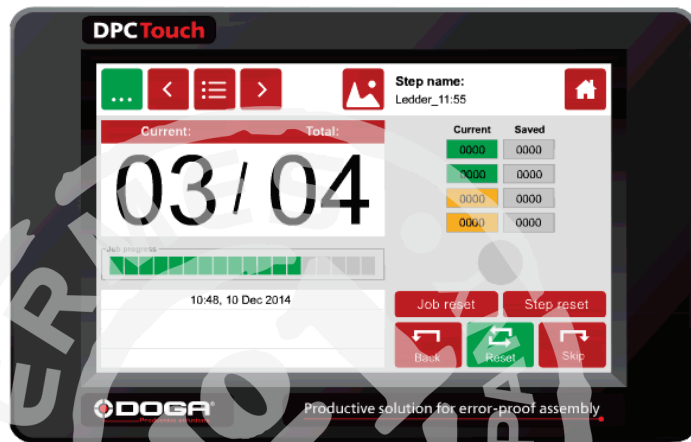 DPCTouch
...
Step name:
Ledder_11:55
Current: Total:
03/04
Current Saved
0000 0000
0000 0000
0000 0000
0000 0000
Job progress
10:48, 10 Dec 2014
Job reset Step reset
Back Reset Skip
DOGA
Productive solutions
Productive solution for error-proof assembly